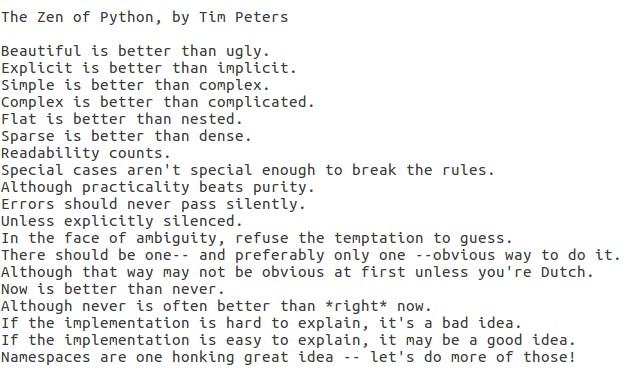 The Zen of Python, by Tim Peters
Beautiful is better than ugly.
Explicit is better than implicit.
Simple is better than complex.
Complex is better than complicated.
Flat is better than nested.
Sparse is better than dense.
Readability counts.
Special cases aren't special enough to break the rules.
Although practicality beats purity.
Errors should never pass silently.
Unless explicitly silenced.
In the face of ambiguity, refuse the temptation to guess.
There should be one-- and preferably only one --obvious way to do it.
Although that way may not be obvious at first unless you're Dutch.
Now is better than never.
Although never is often better than *right* now.
If the implementation is hard to explain, it's a bad idea.
If the implementation is easy to explain, it may be a good idea.
Namespaces are one honking great idea -- let's do more of those!